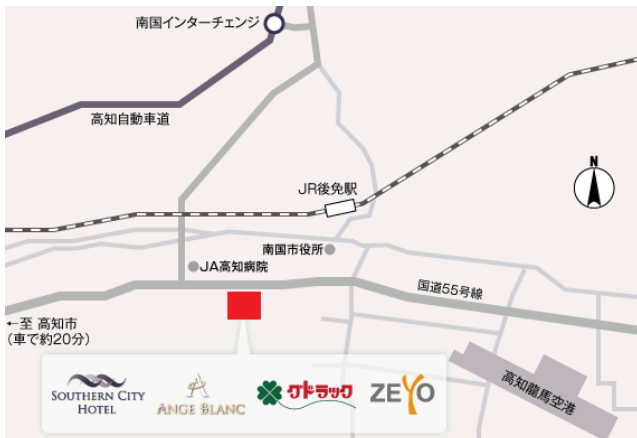 南国インターチェンジ
高知自動車道
N
JR後免駅
南国市役所
JA高知病院
国道55号線
←至 高知市
(車で約20分)
高知龍馬空港
SOUTHERN CITY
HOTEL
ANGE BLANC
グドラック
ZEYO